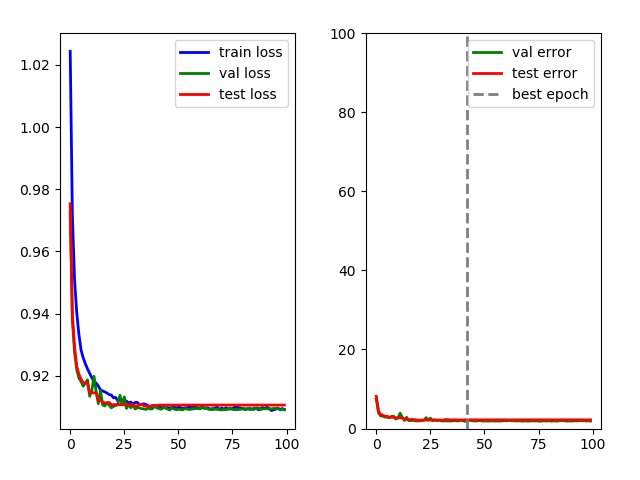 train loss
val loss
test loss
1.02
1.00
0.98
0.96
0.94
0.92
0 25 50 75 100
val error
test error
best epoch
100
80
60
40
20
0
0 25 50 75 100